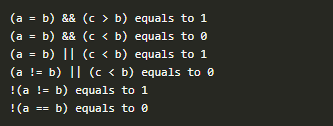 (a = b) && (c > b) equals to 1
(a = b) && (c < b) equals to 0
(a = b) || (c < b) equals to 1
(a != b) || (c < b) equals to 0
!(a != b) equals to 1
!(a == b) equals to 0